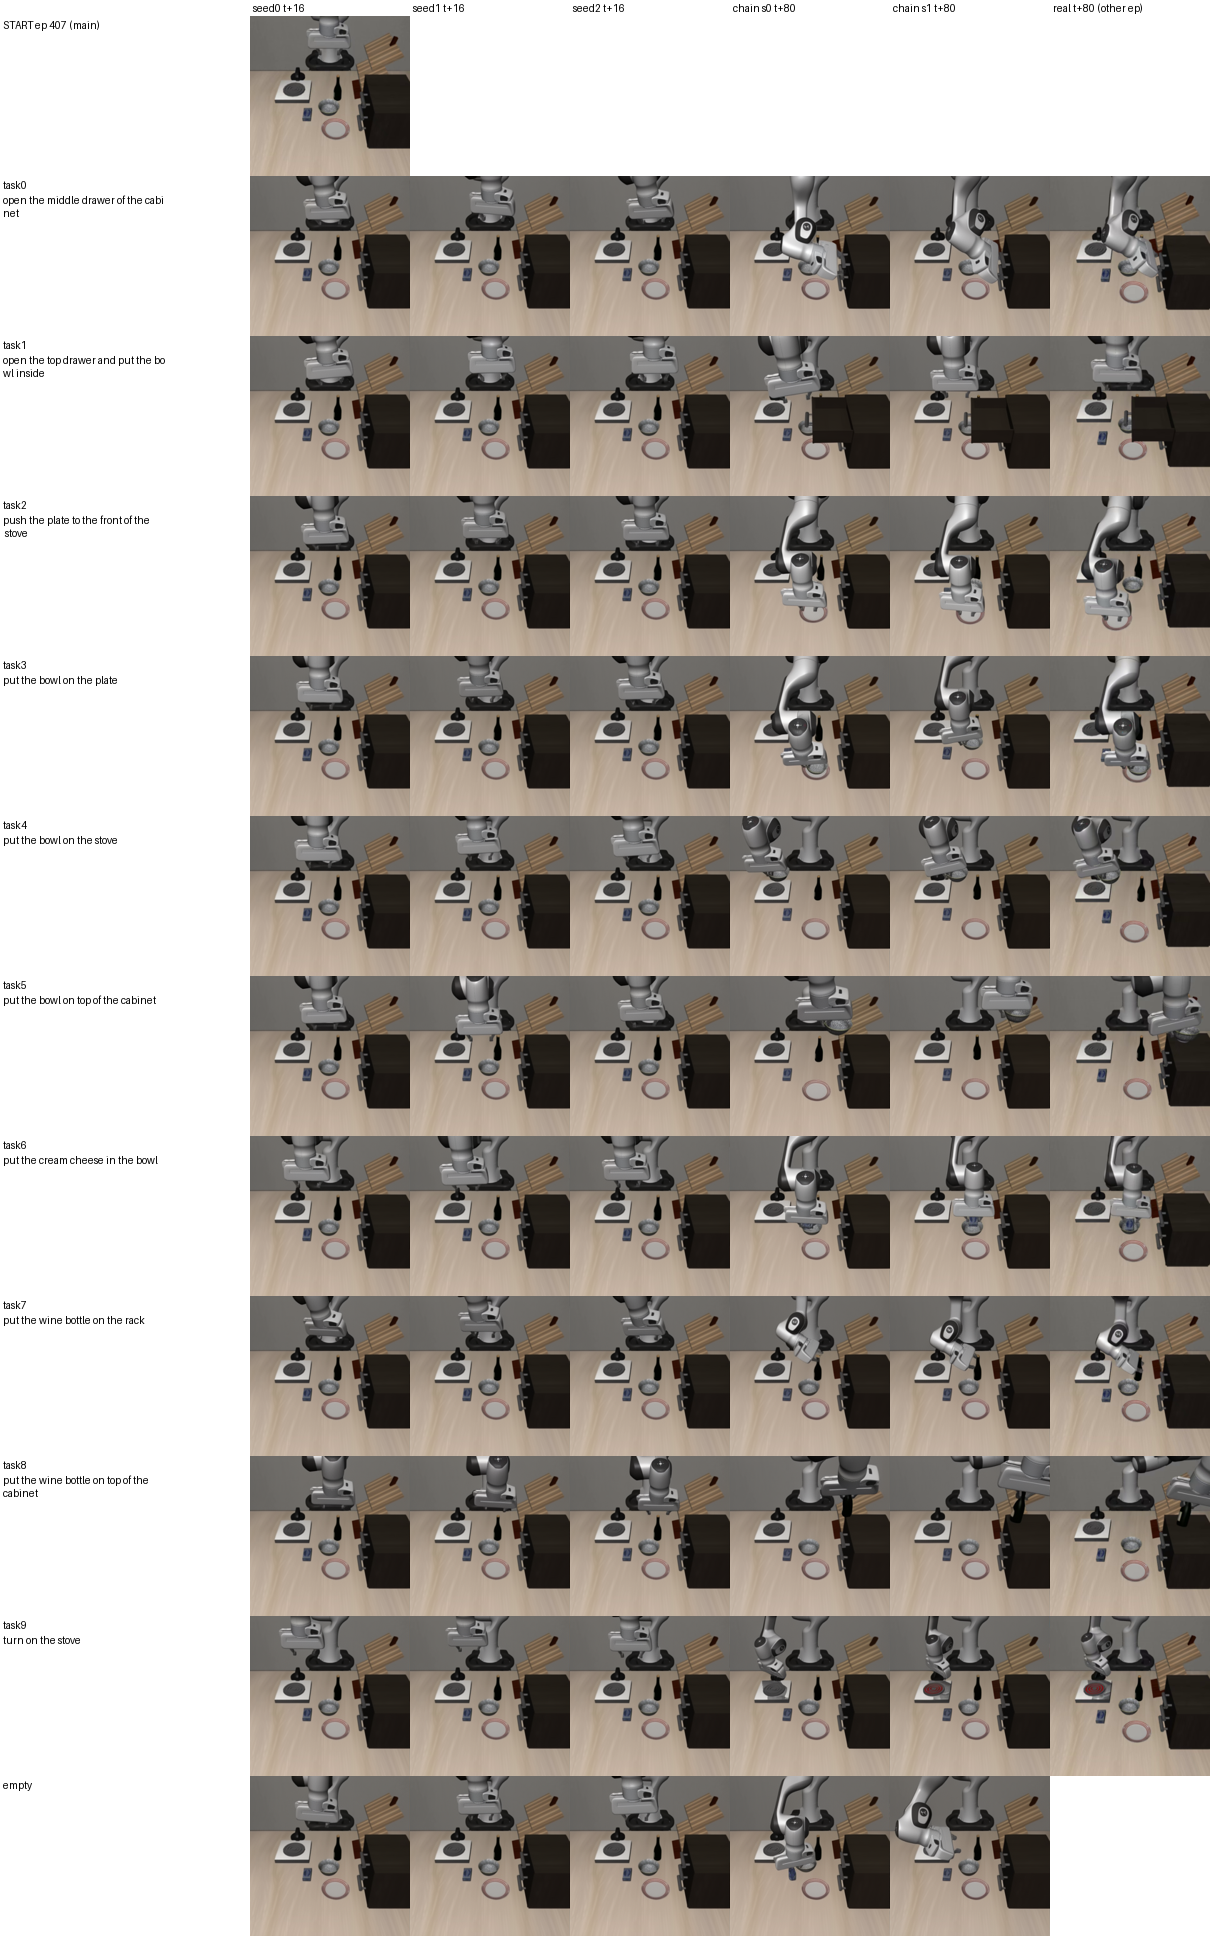 seed0 t+16 seed1 t+16 seed2 t+16 chain s0 t+80 chain s1 t+80 real t+80 (other ep)
START ep 407 (main)
task0
open the middle drawer of the cabi
net
task1
open the top drawer and put the bo
wl inside
task2
push the plate to the front of the
stove
task3
put the bowl on the plate
task4
put the bowl on the stove
task5
put the bowl on top of the cabinet
task6
put the cream cheese in the bowl
task7
put the wine bottle on the rack
task8
put the wine bottle on top of the
cabinet
task9
turn on the stove
empty